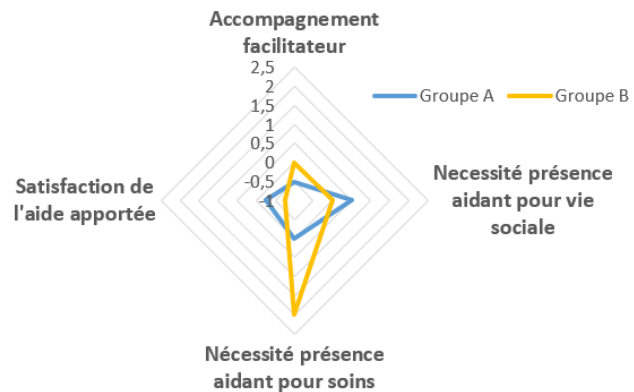 Accompagnement
facilitateur
2,5
2
1,5
1
0,5
0
-0,5
-1
Groupe A
Groupe B
Necessité présence
aidant pour vie
sociale
Satisfaction de
l'aide apportée
Nécessité présence
aidant pour soins